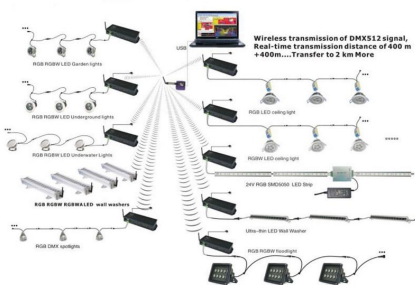 Wireless transmission of DMX512 signal,
Real-time transmission distance of 400 m
+400m....Transfer to 2 km More
USB
RGB RGBW LED Garden lights
RGB LED ceiling light
RGB RGBW LED Underground lights
RGB RGBW LED Underwater Lights
RGBW LED ceiling light
RGB RGBW RGBWA LED wall washers
24V RGB SMD5050 LED Strip
Ultra-thin LED Wall Washer
RGB DMX spotlights
RGB RGBW floodlight